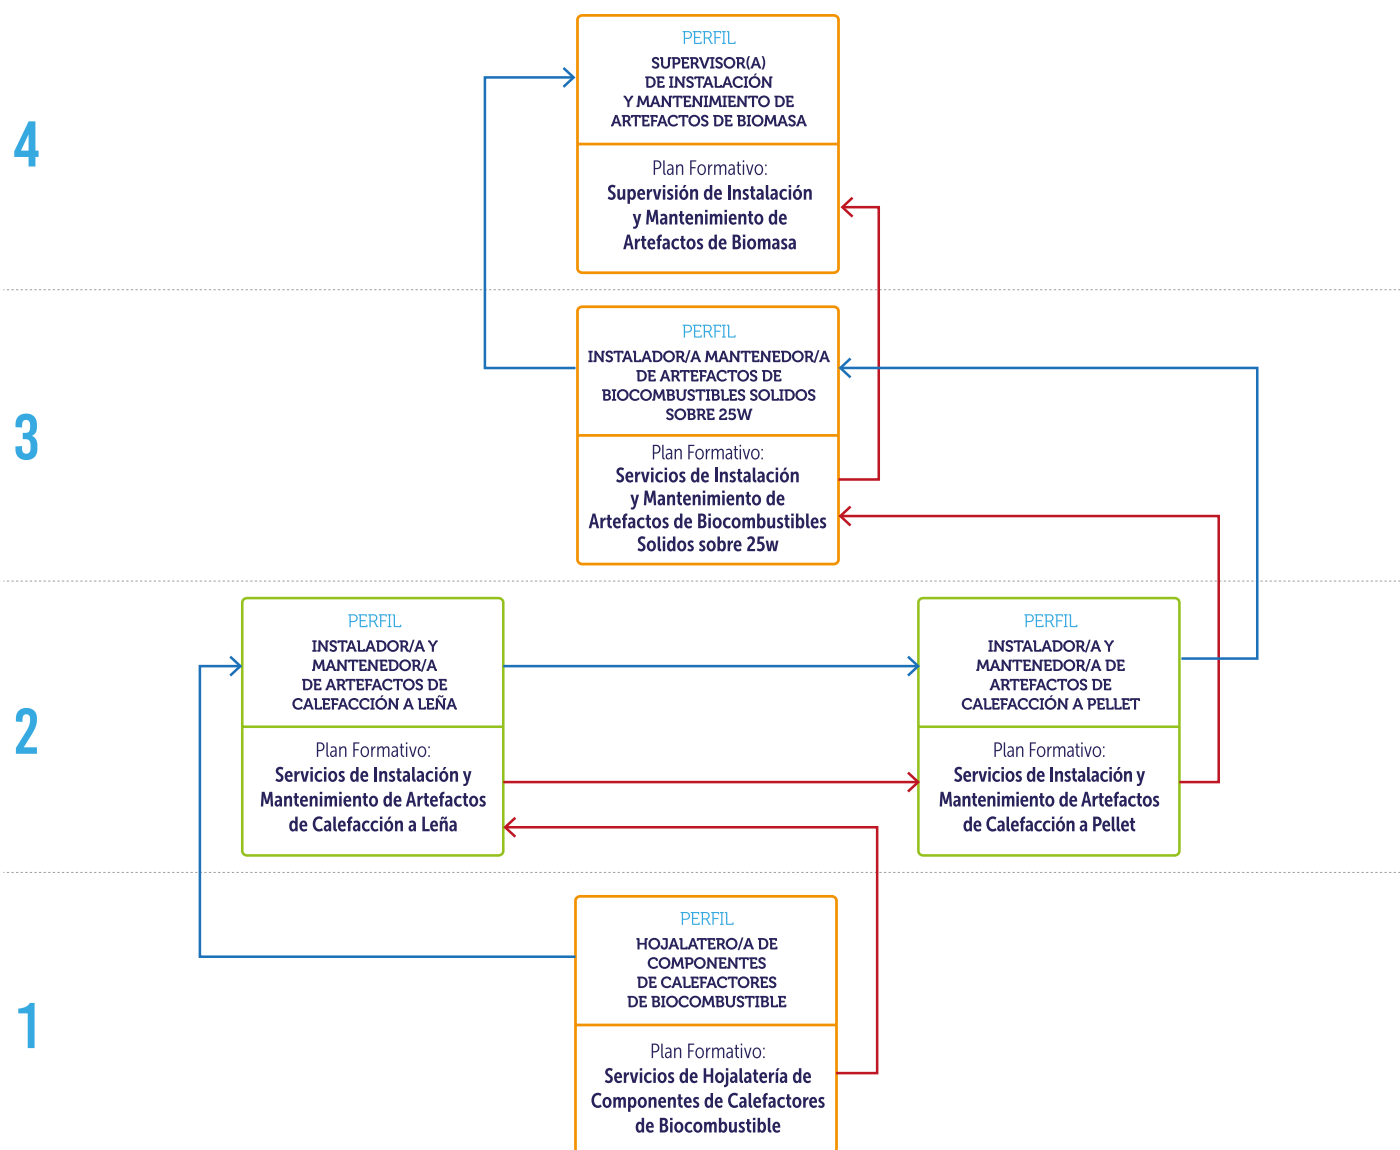 4
PERFIL
SUPERVISOR(A)
DE INSTALACIÓN
Y MANTENIMIENTO DE
ARTEFACTOS DE BIOMASA
Plan Formativo:
Supervisión de Instalación
y Mantenimiento de
Artefactos de Biomasa
3
PERFIL
INSTALADOR/A MANTENEDOR/A
DE ARTEFACTOS DE
BIOCOMBUSTIBLES SOLIDOS
SOBRE 25W
Plan Formativo:
Servicios de Instalación
y Mantenimiento de
Artefactos de Biocombustibles
Solidos sobre 25w
2
PERFIL
INSTALADOR/A Y
MANTENEDOR/A
DE ARTEFACTOS DE
CALEFACCIÓN A LEÑA
Plan Formativo:
Servicios de Instalación y
Mantenimiento de Artefactos
de Calefacción a Leña
PERFIL
INSTALADOR/A Y
MANTENEDOR/A DE
ARTEFACTOS DE
CALEFACCIÓN A PELLET
Plan Formativo:
Servicios de Instalación y
Mantenimiento de Artefactos
de Calefacción a Pellet
1
PERFIL
HOJALATERO/A DE
COMPONENTES
DE CALEFACTORES
DE BIOCOMBUSTIBLE
Plan Formativo:
Servicios de Hojalatería de
Componentes de Calefactores
de Biocombustible